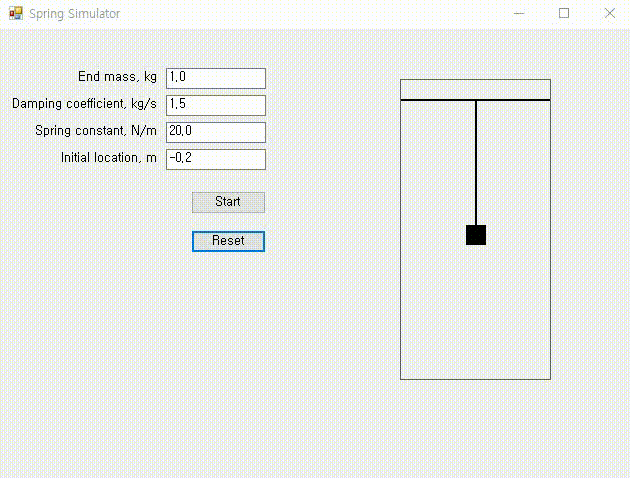 Spring Simulator
End mass, kg 1.0
Damping coefficient, kg/s 1.5
Spring constant, N/m 20.0
Initial location, m -0.2
Start
Reset